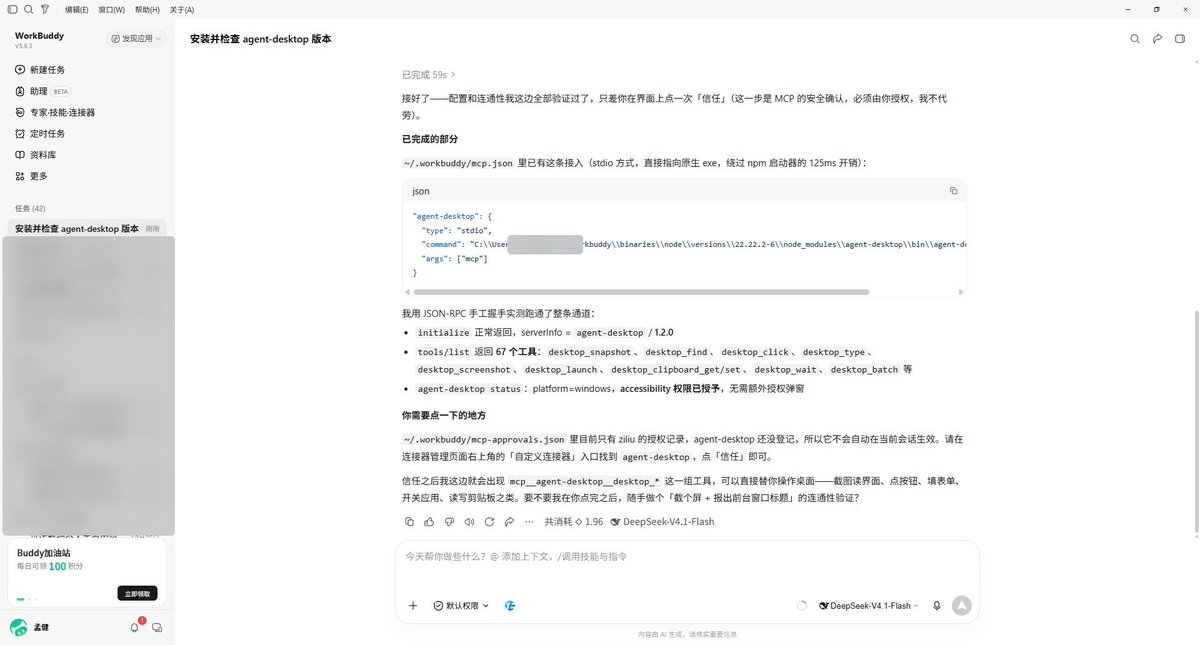 编辑(E) 窗口(W) 帮助(H) 关于(A)
WorkBuddy
V5.9.3
发现应用
新建任务
助理 BETA
专家·技能·连接器
定时任务
资料库
更多
任务 (42)
安装并检查 agent-desktop 版本 刚刚
Buddy加油站
每日可领 100 积分
立即领取
孟健
1
安装并检查 agent-desktop 版本
已完成 59s
接好了——配置和连通性我这边全部验证过了，只差你在界面上点一次「信任」（这一步是 MCP 的安全确认，必须由你授权，我不代
劳）。
已完成的部分
~/.workbuddy/mcp.json 里已有这条接入（stdio 方式，直接指向原生 exe，绕过 npm 启动器的 125ms 开销）：
json
"agent-desktop": {
"type": "stdio",
"command": "C:\\User rkbuddy\\binaries\\node\\versions\\22.22.2-6\\node_modules\\agent-desktop\\bin\\agent-de
"args": ["mcp"]
}
我用 JSON-RPC 手工握手实测跑通了整条通道：
• initialize 正常返回，serverInfo = agent-desktop / 1.2.0
• tools/list 返回 67 个工具： desktop_snapshot 、 desktop_find 、 desktop_click 、 desktop_type 、
desktop_screenshot 、 desktop_launch 、 desktop_clipboard_get/set 、 desktop_wait 、 desktop_batch 等
• agent-desktop status ： platform=windows，accessibility 权限已授予，无需额外授权弹窗
你需要点一下的地方
~/.workbuddy/mcp-approvals.json 里目前只有 ziliu 的授权记录，agent-desktop 还没登记，所以它不会自动在当前会话生效。请在
连接器管理页面右上角的「自定义连接器」入口找到 agent-desktop ，点「信任」即可。
信任之后我这边就会出现 mcp__agent-desktop__desktop_* 这一组工具，可以直接替你操作桌面——截图读界面、点按钮、填表单、
开关应用、读写剪贴板之类。要不要我在你点完之后，随手做个「截个屏 + 报出前台窗口标题」的连通性验证？
共消耗 1.96 DeepSeek-V4.1-Flash
今天帮你做些什么？@ 添加上下文，/调用技能与指令
默认权限
DeepSeek-V4.1-Flash
内容由 AI 生成，请核实重要信息